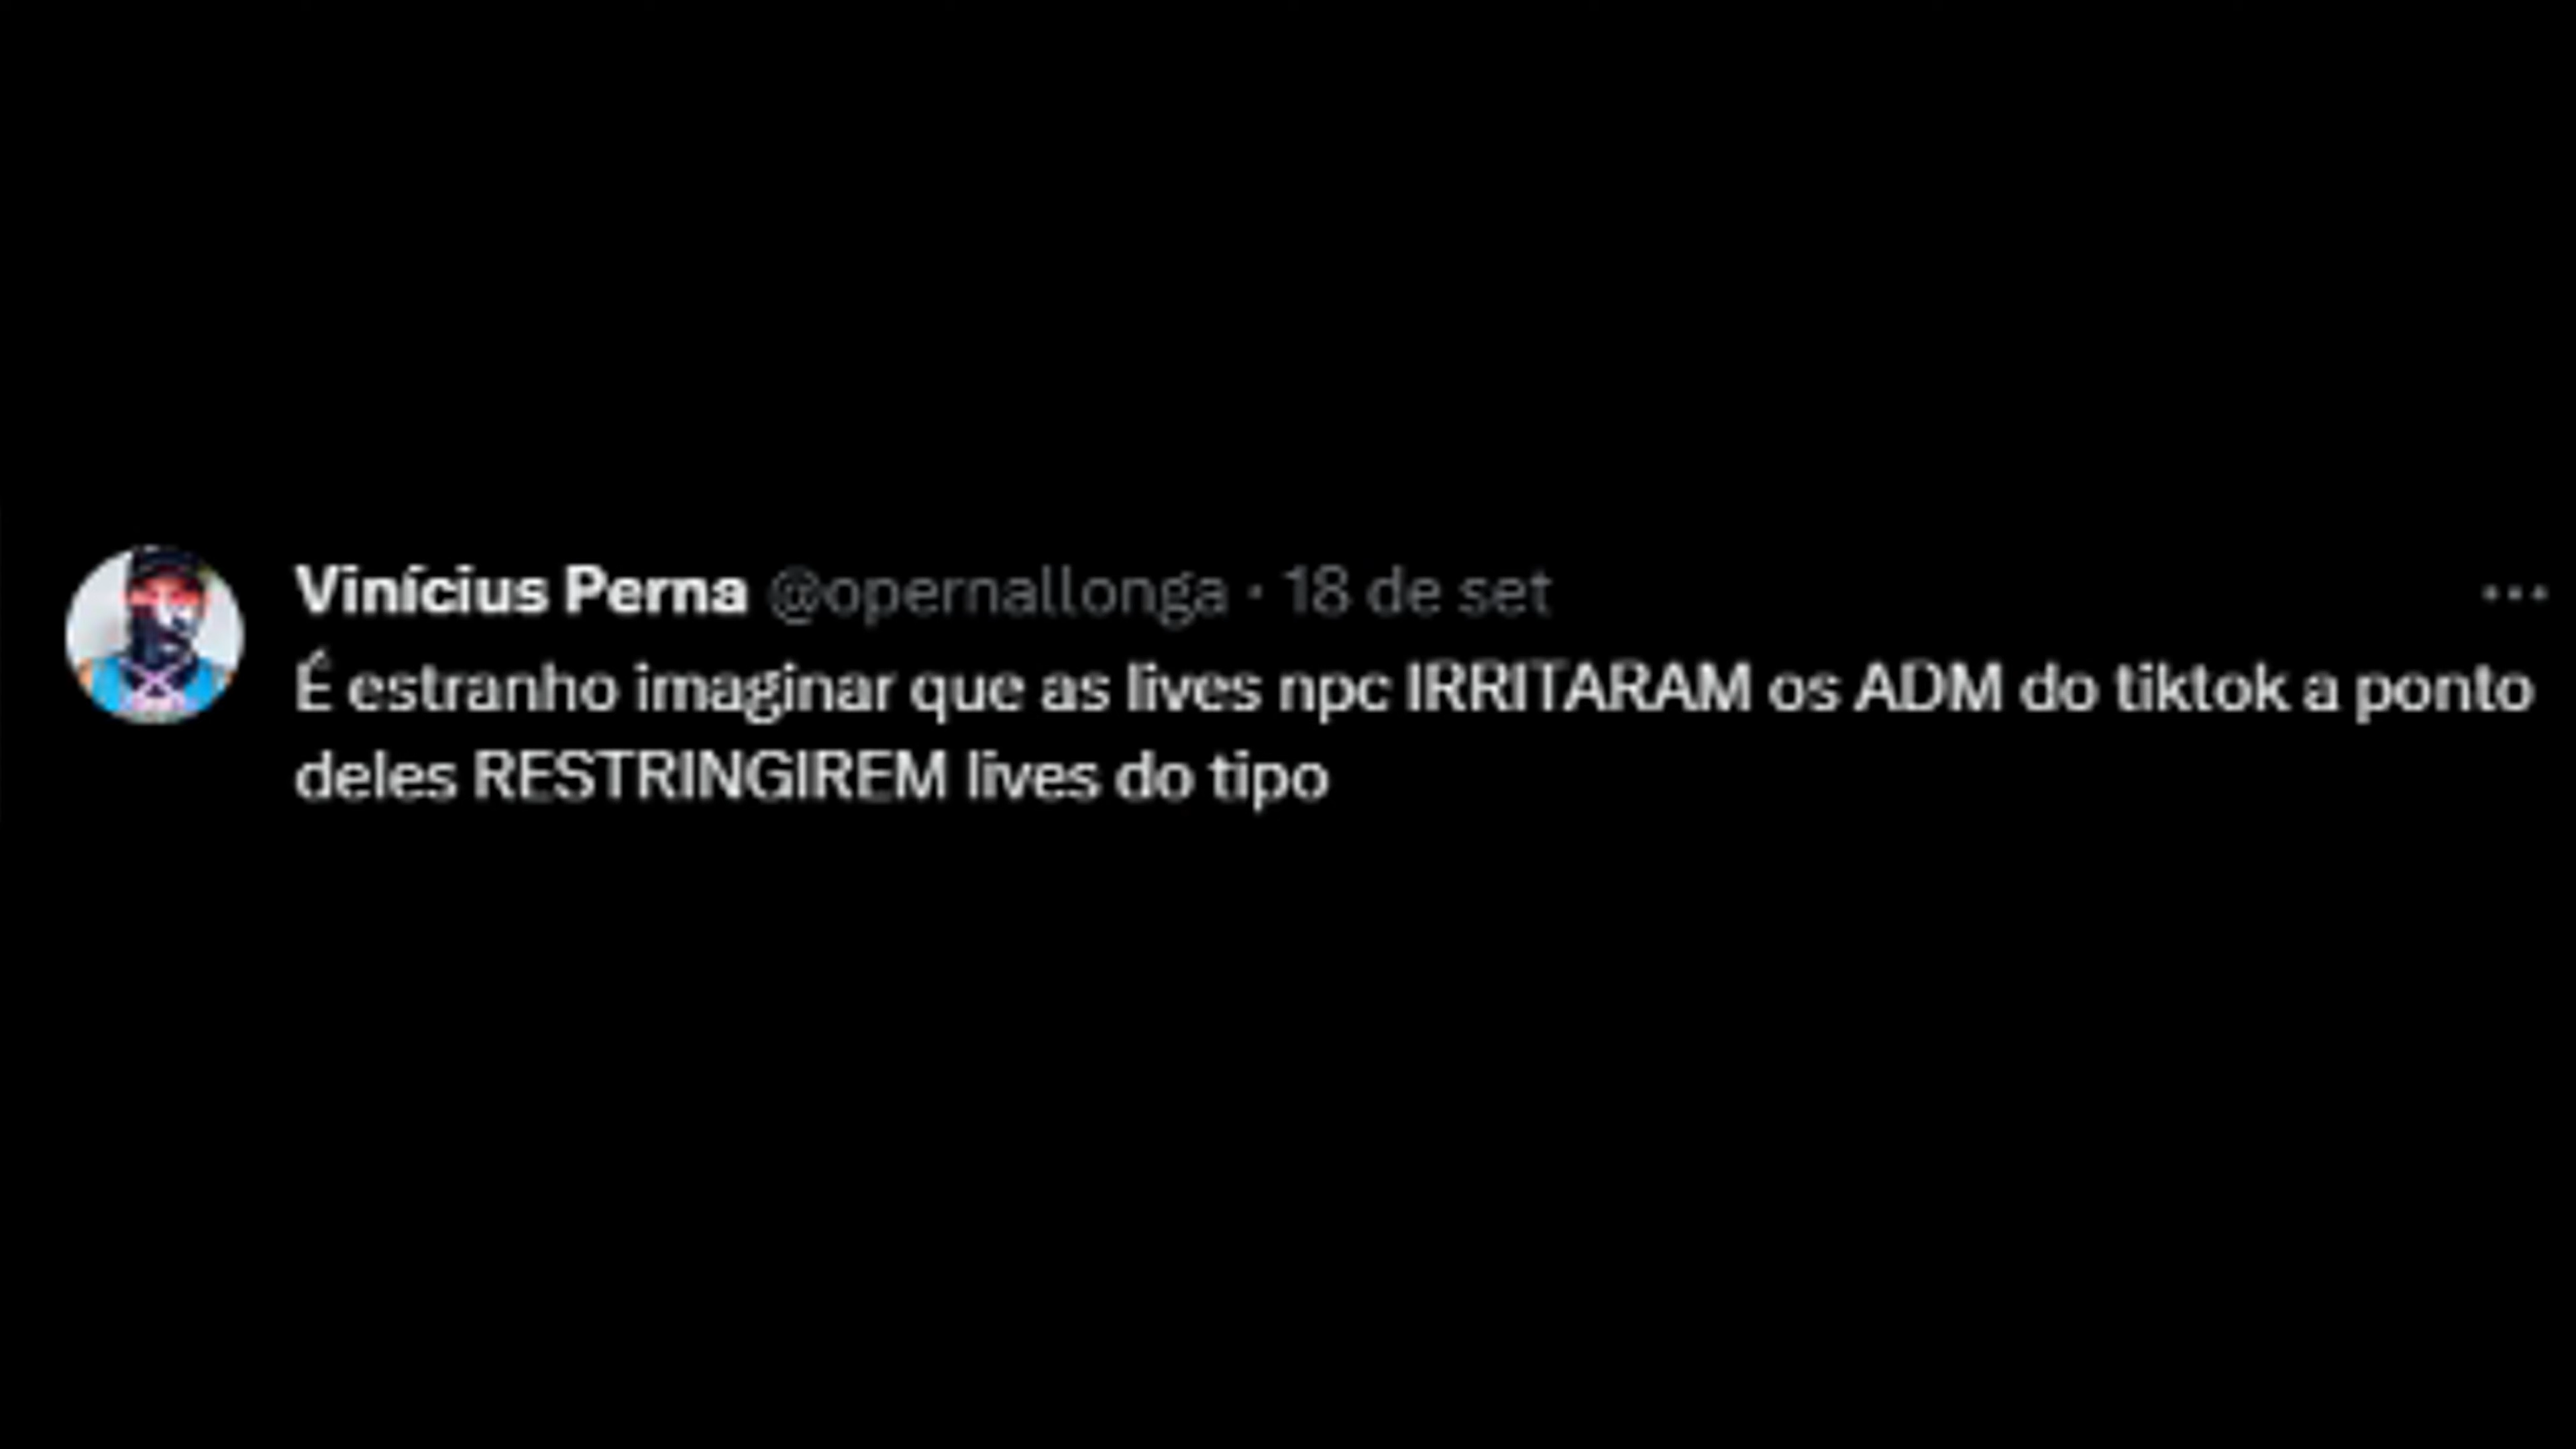 Vinícius Perna @opernallonga · 18 de set
É estranho imaginar que as lives npc IRRITARAM os ADM do tiktok a ponto
deles RESTRINGIREM lives do tipo